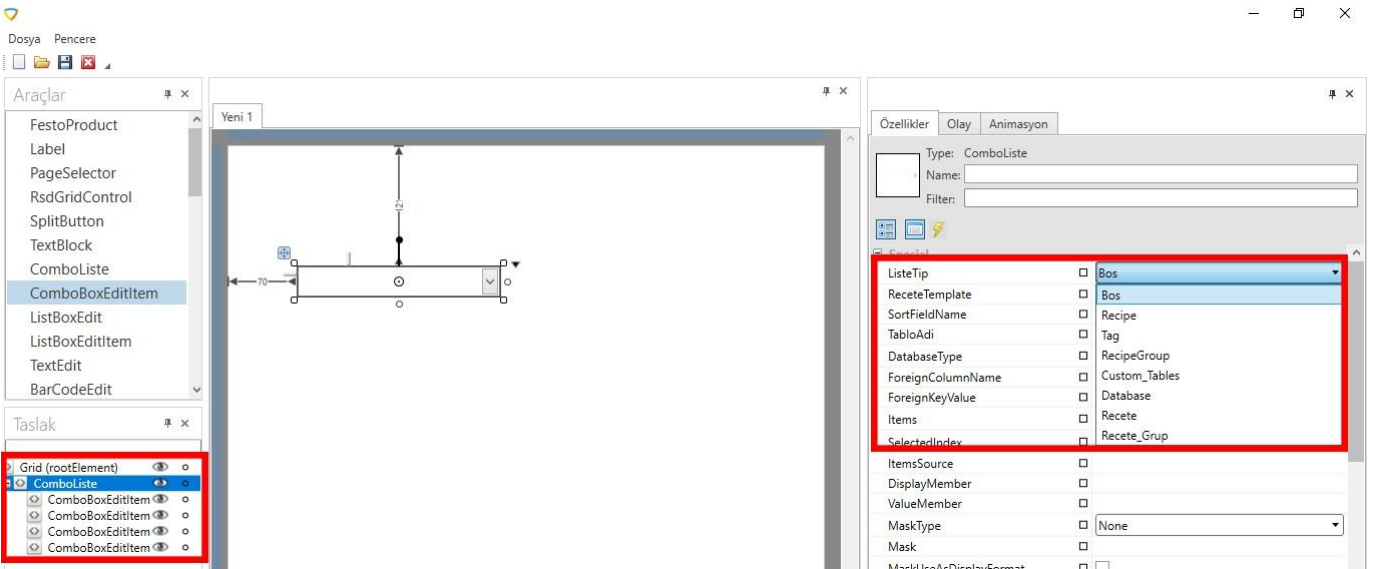 Dosya Pencere
Araçlar
FestoProduct
Label
PageSelector
RsdGridControl
SplitButton
TextBlock
ComboListe
ComboBoxEditItem
ListBoxEdit
ListBoxEditItem
TextEdit
BarCodeEdit
Taslak
Grid (rootElement)
ComboListe
ComboBoxEditItem
ComboBoxEditItem
ComboBoxEditItem
ComboBoxEditItem
Yeni 1
121
70
Özellikler Olay Animasyon
Type: ComboListe
Name:
Filter:
Special
ListeTip Bos
ReceteTemplate Bos
SortFieldName Recipe
TabloAdi Tag
DatabaseType RecipeGroup
ForeignColumnName Custom_Tables
ForeignKeyValue Database
Items Recete
SelectedIndex Recete_Grup
ItemsSource
DisplayMember
ValueMember
MaskType None
Mask
MaskUseAsDisplayFormat